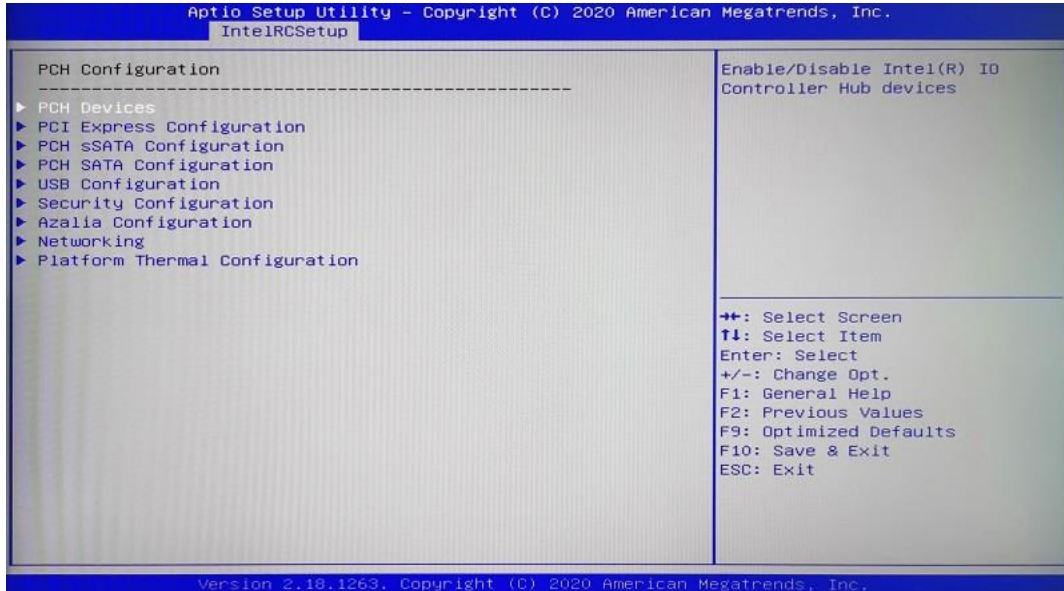 Aptio Setup Utility – Copyright (C) 2020 American Megatrends, Inc.
IntelRCSetup
PCH Configuration
--------------------------------------------------
▶ PCH Devices
▶ PCI Express Configuration
▶ PCH sSATA Configuration
▶ PCH SATA Configuration
▶ USB Configuration
▶ Security Configuration
▶ Azalia Configuration
▶ Networking
▶ Platform Thermal Configuration
Enable/Disable Intel(R) IO
Controller Hub devices
→←: Select Screen
↑↓: Select Item
Enter: Select
+/-: Change Opt.
F1: General Help
F2: Previous Values
F9: Optimized Defaults
F10: Save & Exit
ESC: Exit
Version 2.18.1263. Copyright (C) 2020 American Megatrends, Inc.